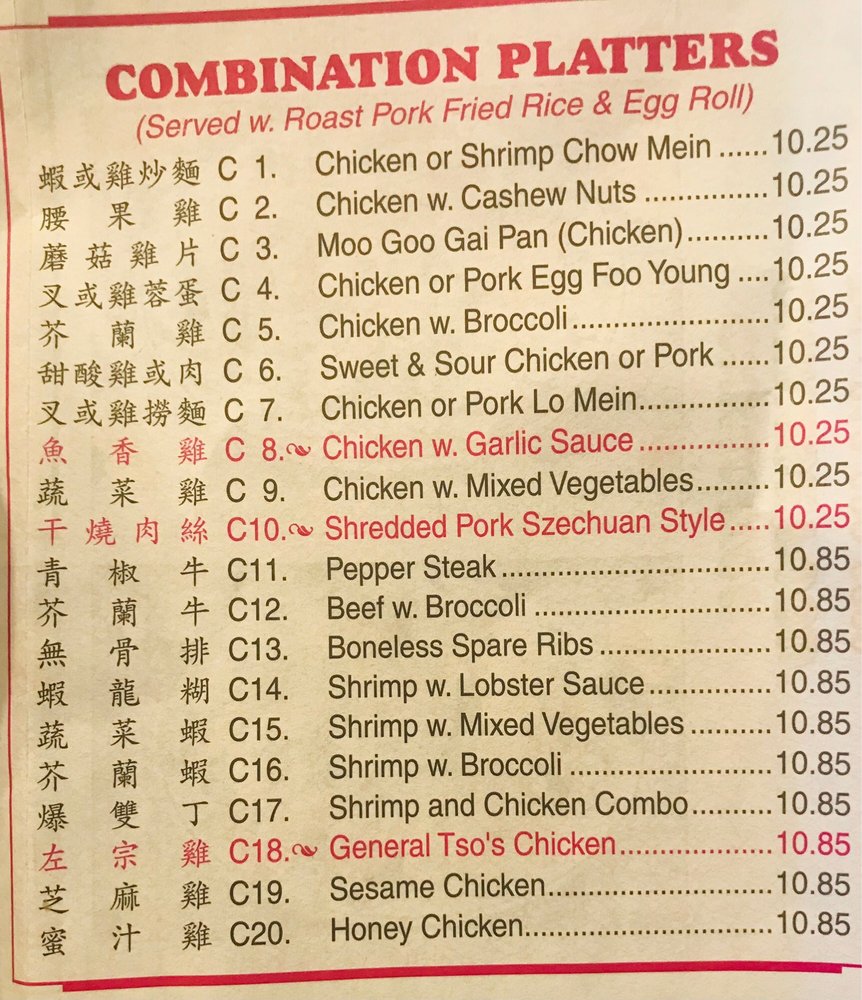 COMBINATION PLATTERS
(Served w. Roast Pork Fried Rice & Egg Roll)
蝦或雞炒麵 C 1. Chicken or Shrimp Chow Mein ......10.25
腰果雞 C 2. Chicken w. Cashew Nuts ................10.25
蘑菇雞片 C 3. Moo Goo Gai Pan (Chicken)..........10.25
叉或雞蓉蛋 C 4. Chicken or Pork Egg Foo Young ....10.25
芥蘭雞 C 5. Chicken w. Broccoli.........................10.25
甜酸雞或肉 C 6. Sweet & Sour Chicken or Pork ......10.25
叉或雞撈麵 C 7. Chicken or Pork Lo Mein.................10.25
魚香雞 C 8. Chicken w. Garlic Sauce .................10.25
蔬菜雞 C 9. Chicken w. Mixed Vegetables.........10.25
干燒肉絲 C10. Shredded Pork Szechuan Style.....10.25
青椒牛 C11. Pepper Steak ...................................10.85
芥蘭牛 C12. Beef w. Broccoli ...............................10.85
無骨排 C13. Boneless Spare Ribs ......................10.85
蝦龍糊 C14. Shrimp w. Lobster Sauce................10.85
蔬菜蝦 C15. Shrimp w. Mixed Vegetables ..........10.85
芥蘭蝦 C16. Shrimp w. Broccoli ..........................10.85
爆雙丁 C17. Shrimp and Chicken Combo..........10.85
左宗雞 C18. General Tso's Chicken....................10.85
芝麻雞 C19. Sesame Chicken.............................10.85
蜜汁雞 C20. Honey Chicken................................10.85